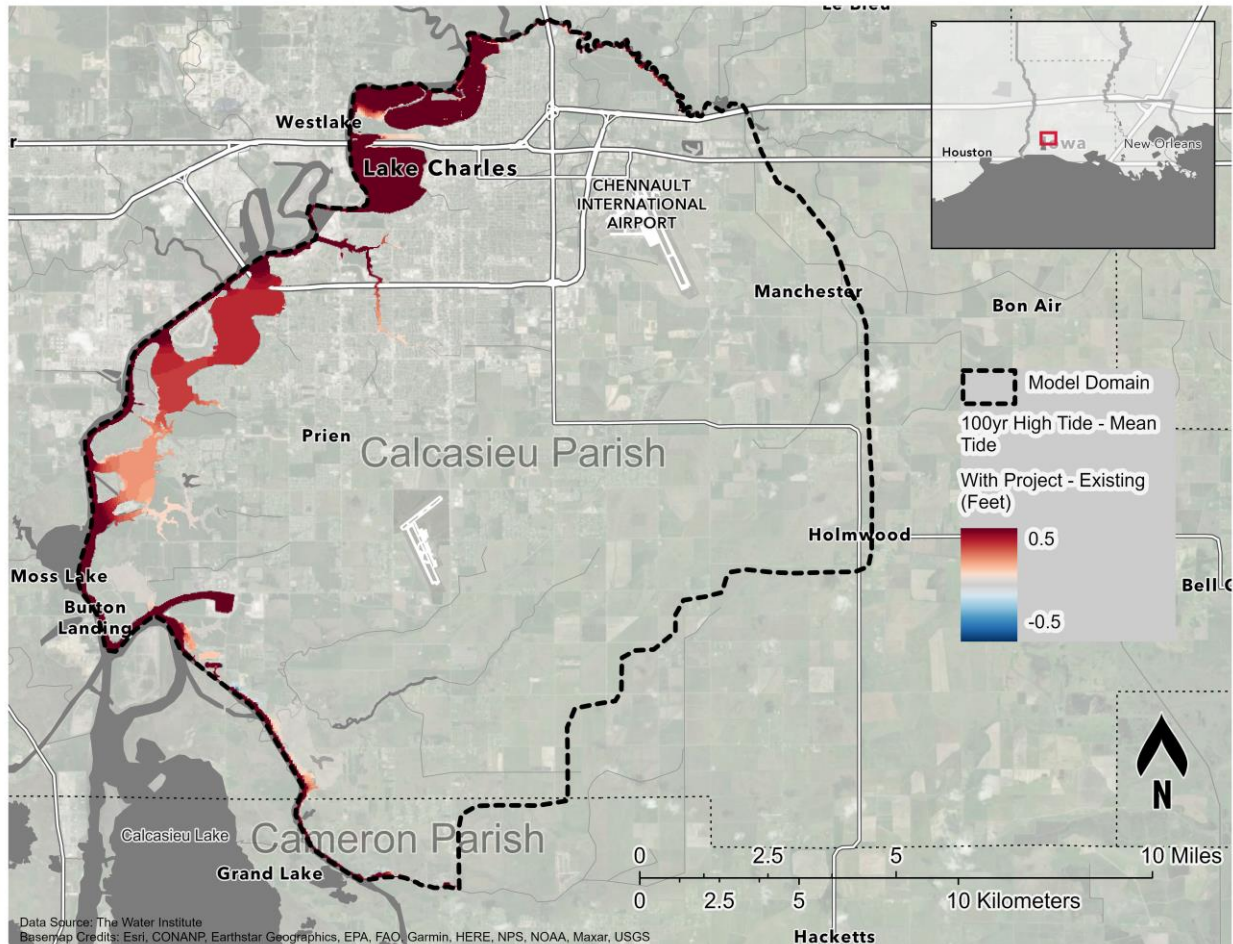 Le Bleu
Westlake
r
Lake Charles
CHENNAULT
INTERNATIONAL
AIRPORT
s
Houston
Iowa
New Orleans
Manchester
Bon Air
Model Domain
100yr High Tide - Mean
Tide
With Project - Existing
(Feet)
0.5
-0.5
Prien
Calcasieu Parish
Holmwood
Moss Lake
Bell C
Burton
Landing
N
Calcasieu Lake
Cameron Parish
Grand Lake
0 2.5 5 10 Miles
0 2.5 5 10 Kilometers
Data Source: The Water Institute
Basemap Credits: Esri, CONANP, Earthstar Geographics, EPA, FAO, Garmin, HERE, NPS, NOAA, Maxar, USGS
Hacketts